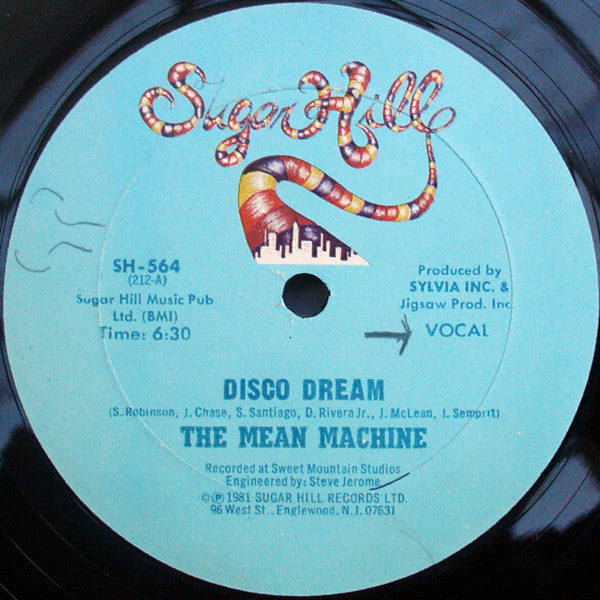 Sugar Hill
SH-564
(212-A)
Sugar Hill Music Pub
Ltd. (BMI)
Time: 6:30
Produced by
SYLVIA INC. &
Jigsaw Prod. Inc.
VOCAL
DISCO DREAM
(S. Robinson, J. Chase, S. Santiago, D. Rivera Jr., J. McLean, J. Semprit)
THE MEAN MACHINE
Recorded at Sweet Mountain Studios
Engineered by: Steve Jerome
©℗ 1981 SUGAR HILL RECORDS LTD.
96 West St., Englewood, N.J. 07631